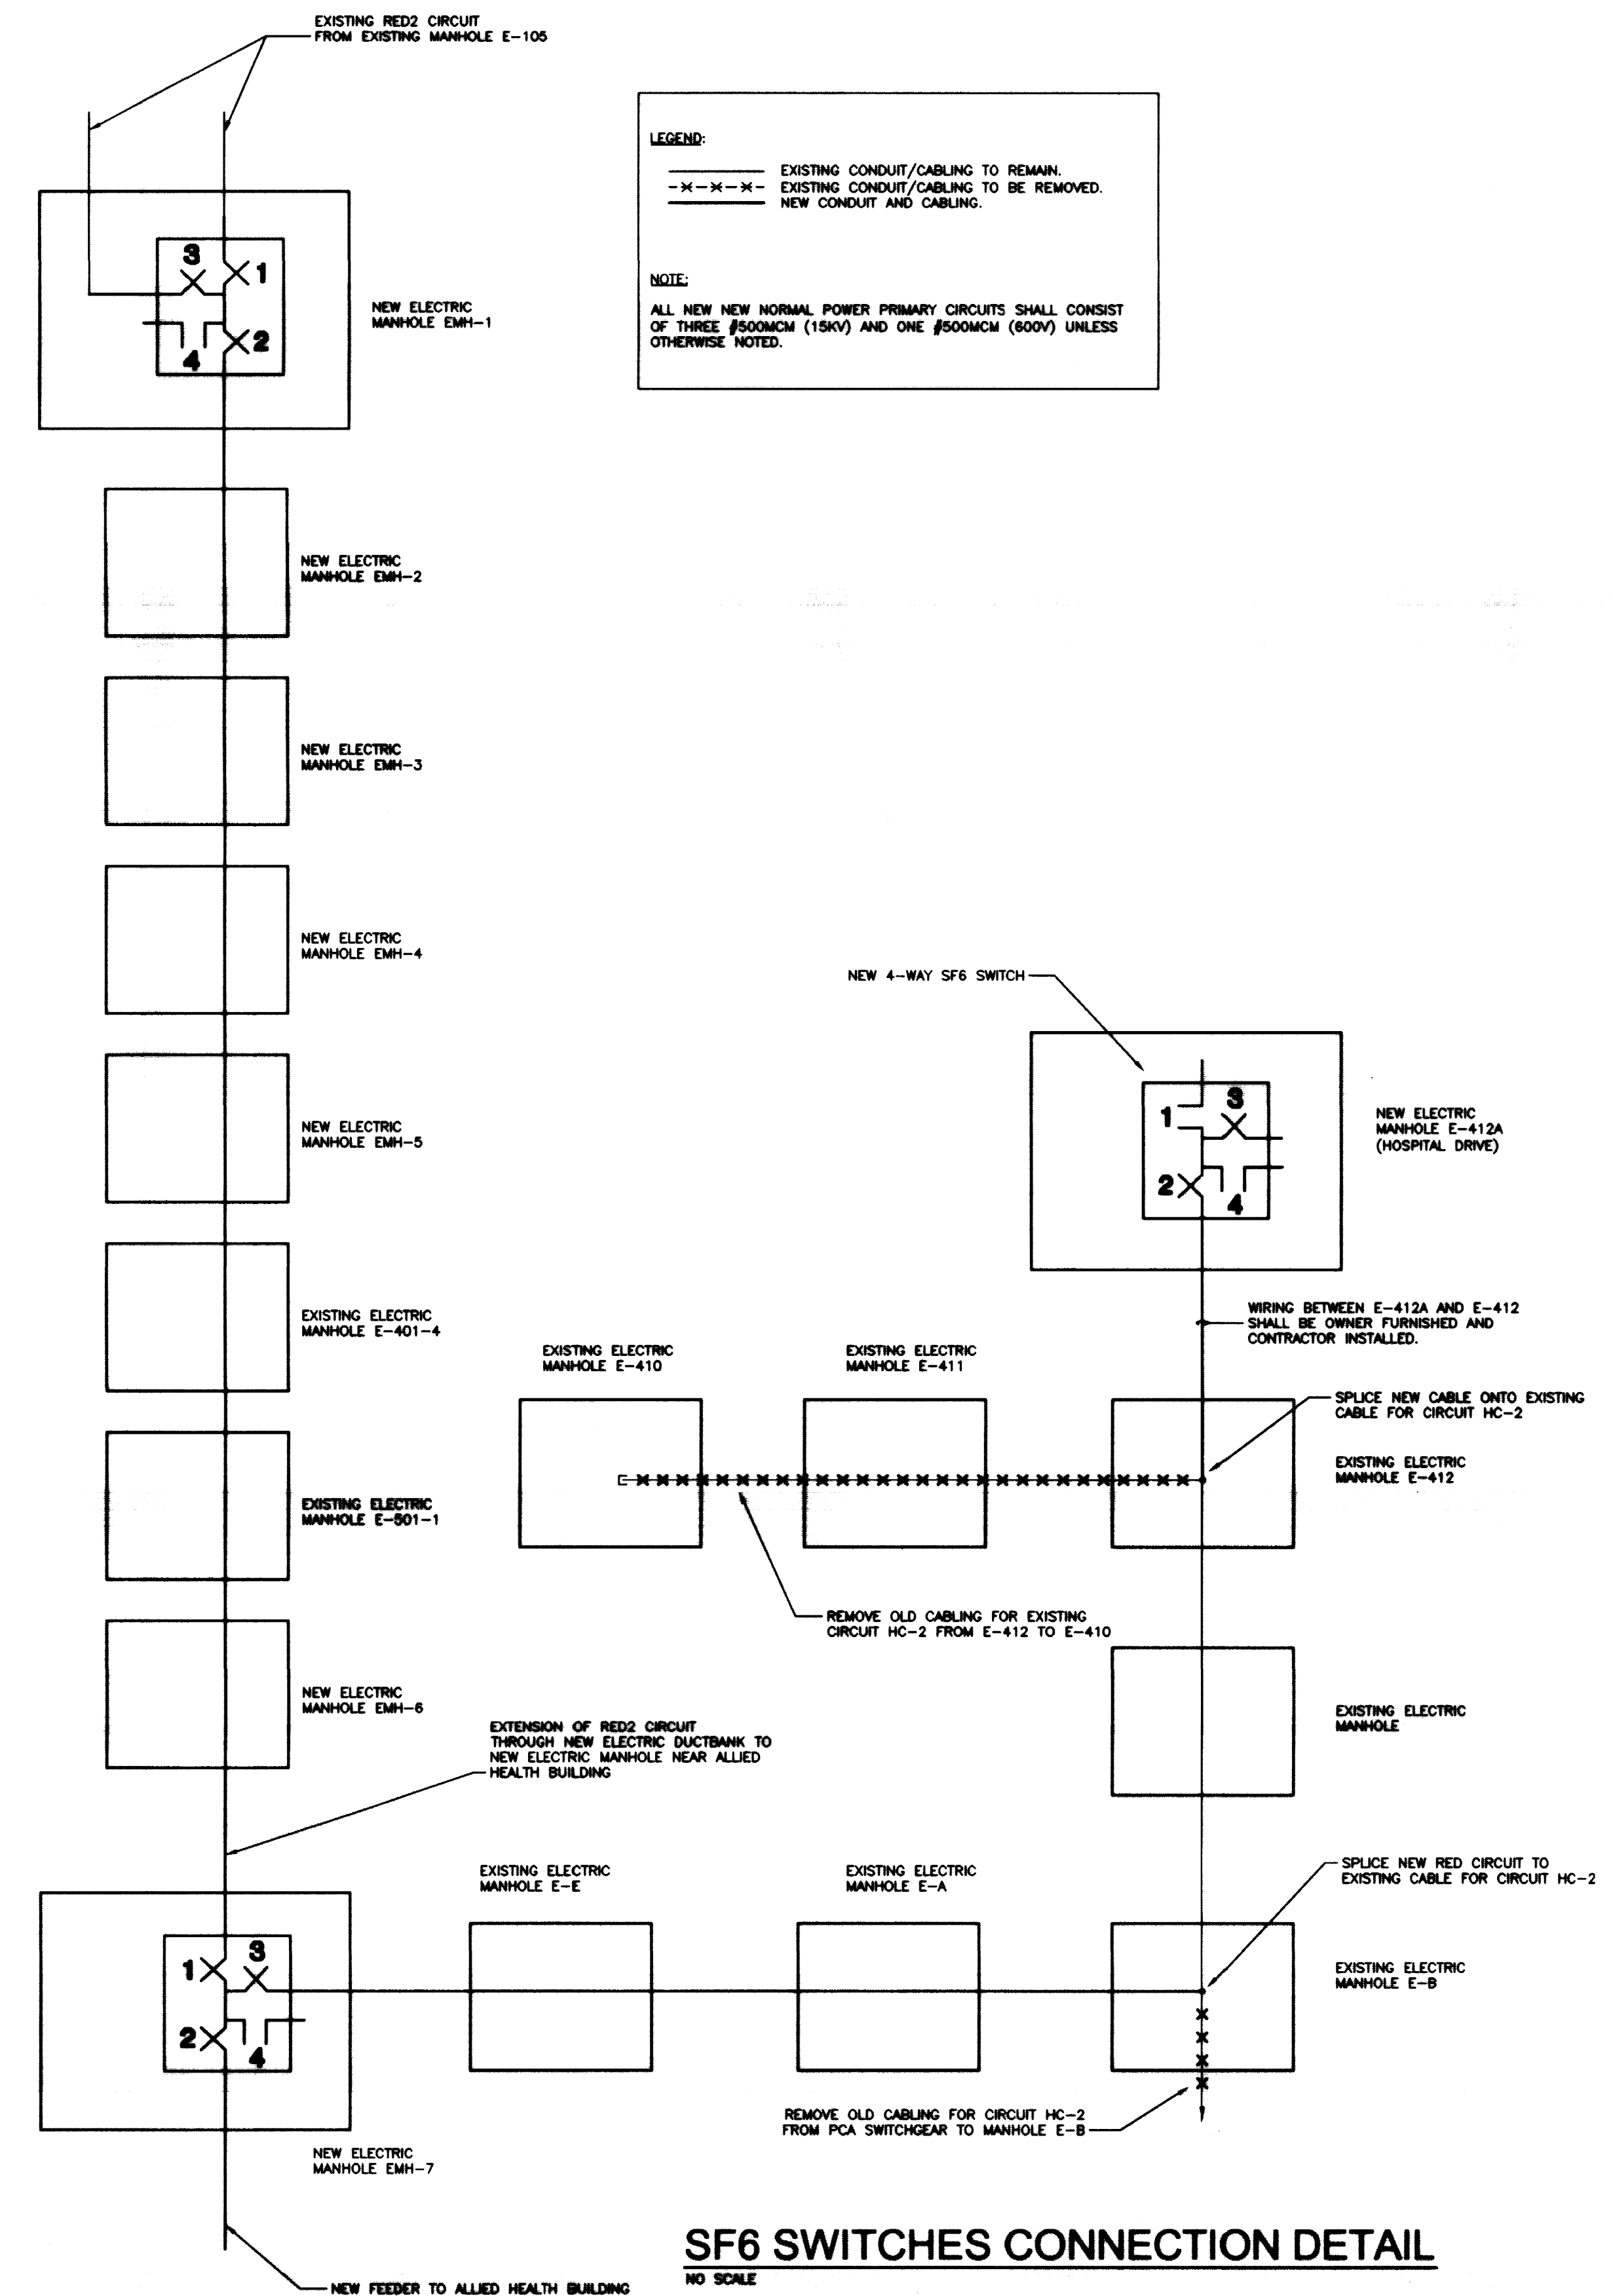 EXISTING RED2 CIRCUIT
FROM EXISTING MANHOLE E-105
LEGEND:
EXISTING CONDUIT/CABLING TO REMAIN.
EXISTING CONDUIT/CABLING TO BE REMOVED.
NEW CONDUIT AND CABLING.
NOTE:
ALL NEW NEW NORMAL POWER PRIMARY CIRCUITS SHALL CONSIST
OF THREE #500MCM (15KV) AND ONE #500MCM (600V) UNLESS
OTHERWISE NOTED.
3
1
2
4
NEW ELECTRIC
MANHOLE EMH-1
NEW ELECTRIC
MANHOLE EMH-2
NEW ELECTRIC
MANHOLE EMH-3
NEW ELECTRIC
MANHOLE EMH-4
NEW 4-WAY SF6 SWITCH
NEW ELECTRIC
MANHOLE EMH-5
1
3
2
4
NEW ELECTRIC
MANHOLE E-412A
(HOSPITAL DRIVE)
EXISTING ELECTRIC
MANHOLE E-401-4
WIRING BETWEEN E-412A AND E-412
SHALL BE OWNER FURNISHED AND
CONTRACTOR INSTALLED.
EXISTING ELECTRIC
MANHOLE E-410
EXISTING ELECTRIC
MANHOLE E-411
SPLICE NEW CABLE ONTO EXISTING
CABLE FOR CIRCUIT HC-2
EXISTING ELECTRIC
MANHOLE E-412
EXISTING ELECTRIC
MANHOLE E-501-1
REMOVE OLD CABLING FOR EXISTING
CIRCUIT HC-2 FROM E-412 TO E-410
NEW ELECTRIC
MANHOLE EMH-6
EXISTING ELECTRIC
MANHOLE
EXTENSION OF RED2 CIRCUIT
THROUGH NEW ELECTRIC DUCTBANK TO
NEW ELECTRIC MANHOLE NEAR ALLIED
HEALTH BUILDING
EXISTING ELECTRIC
MANHOLE E-E
EXISTING ELECTRIC
MANHOLE E-A
SPLICE NEW RED CIRCUIT TO
EXISTING CABLE FOR CIRCUIT HC-2
1
3
2
4
EXISTING ELECTRIC
MANHOLE E-B
REMOVE OLD CABLING FOR CIRCUIT HC-2
FROM PCA SWITCHGEAR TO MANHOLE E-B
NEW ELECTRIC
MANHOLE EMH-7
SF6 SWITCHES CONNECTION DETAIL
NO SCALE
NEW FEEDER TO ALLIED HEALTH BUILDING